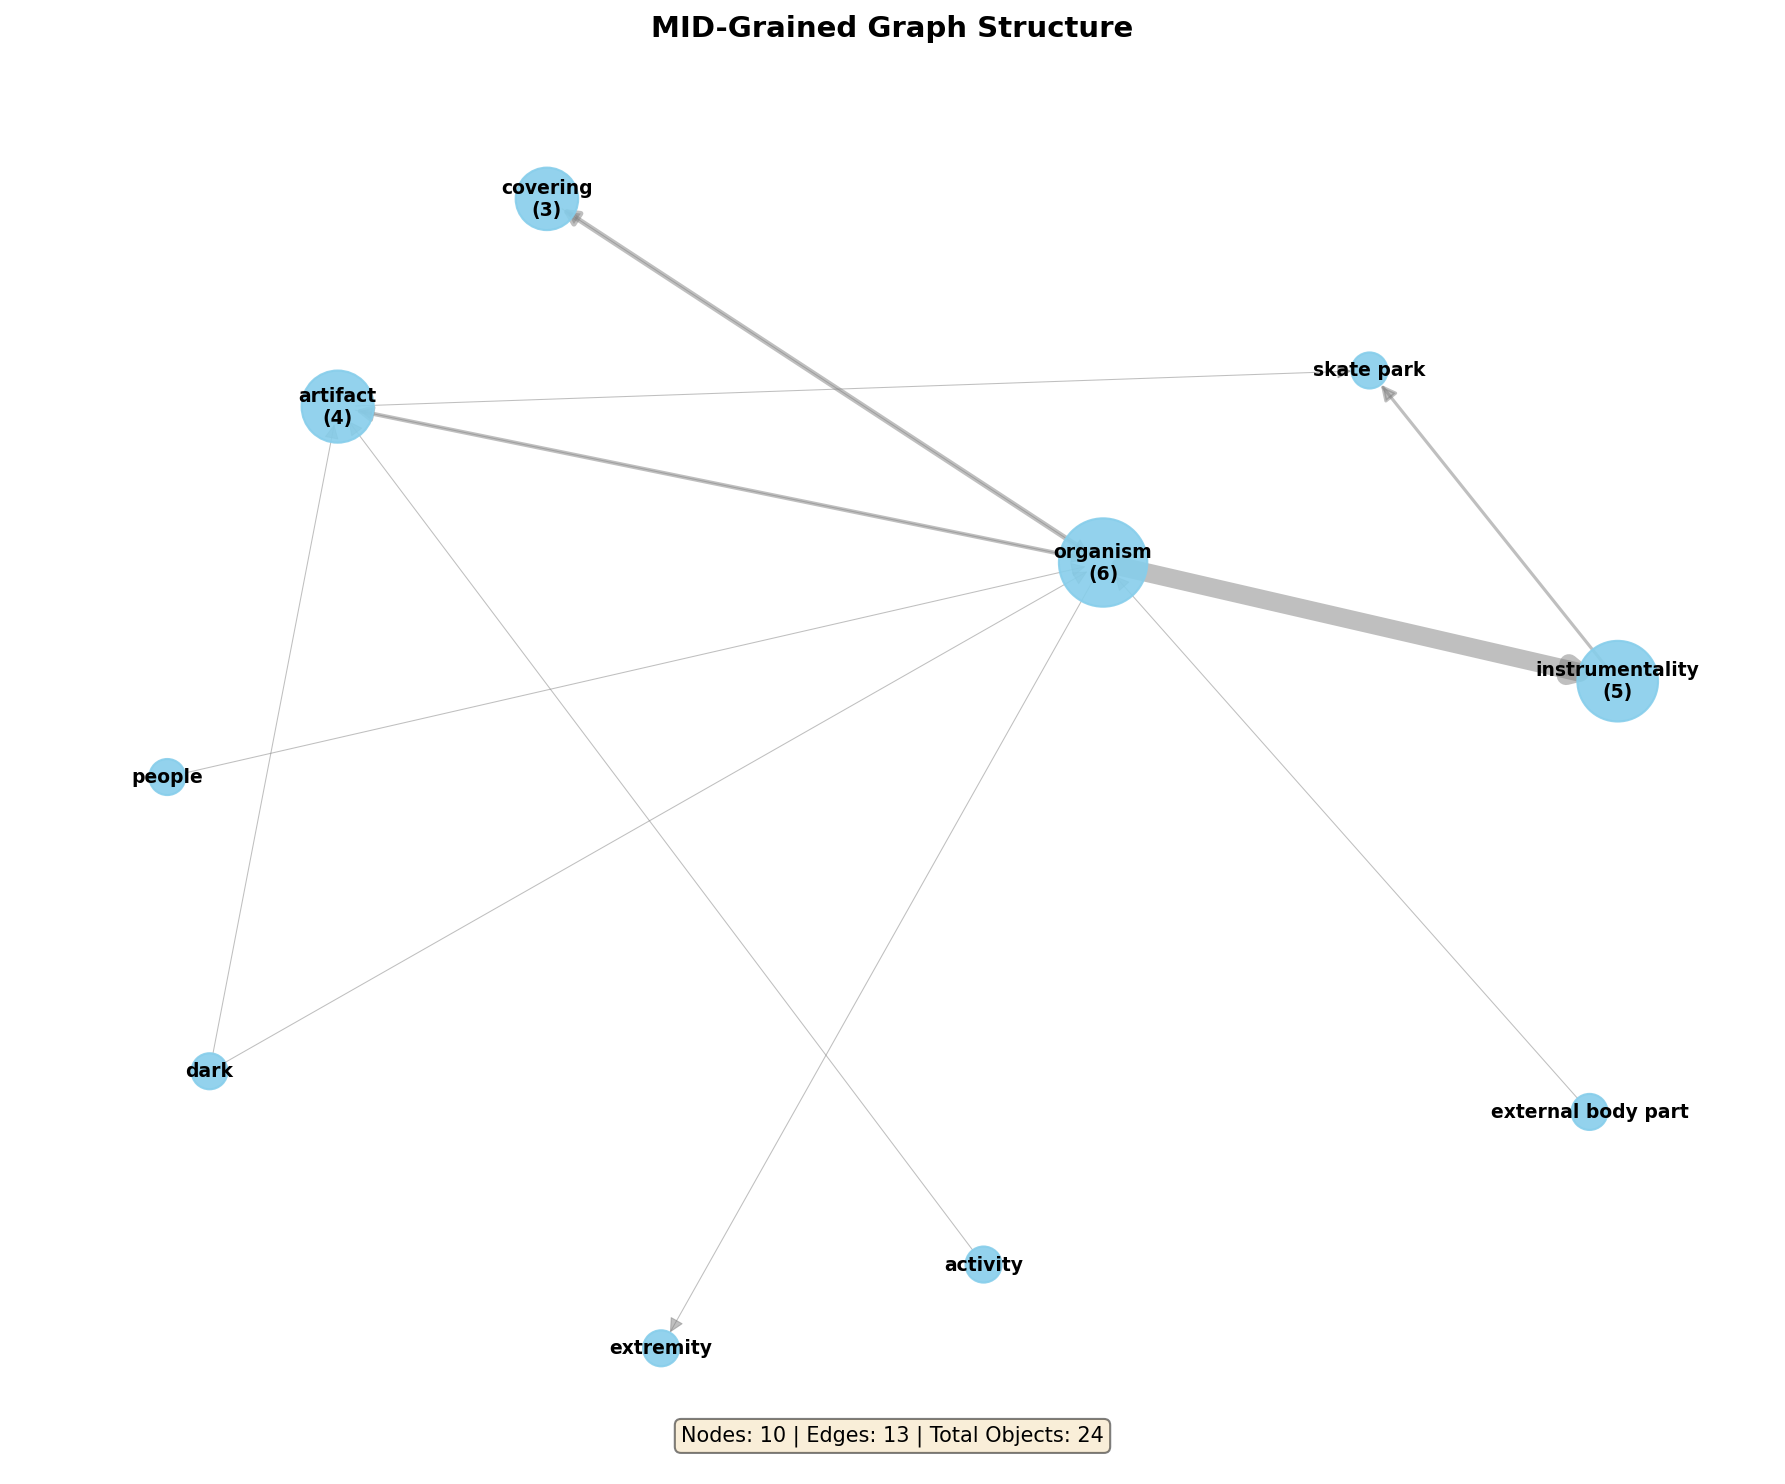 MID-Grained Graph Structure
covering
(3)
skate park
artifact
(4)
organism
(6)
instrumentality
(5)
people
dark
external body part
activity
extremity
Nodes: 10 | Edges: 13 | Total Objects: 24